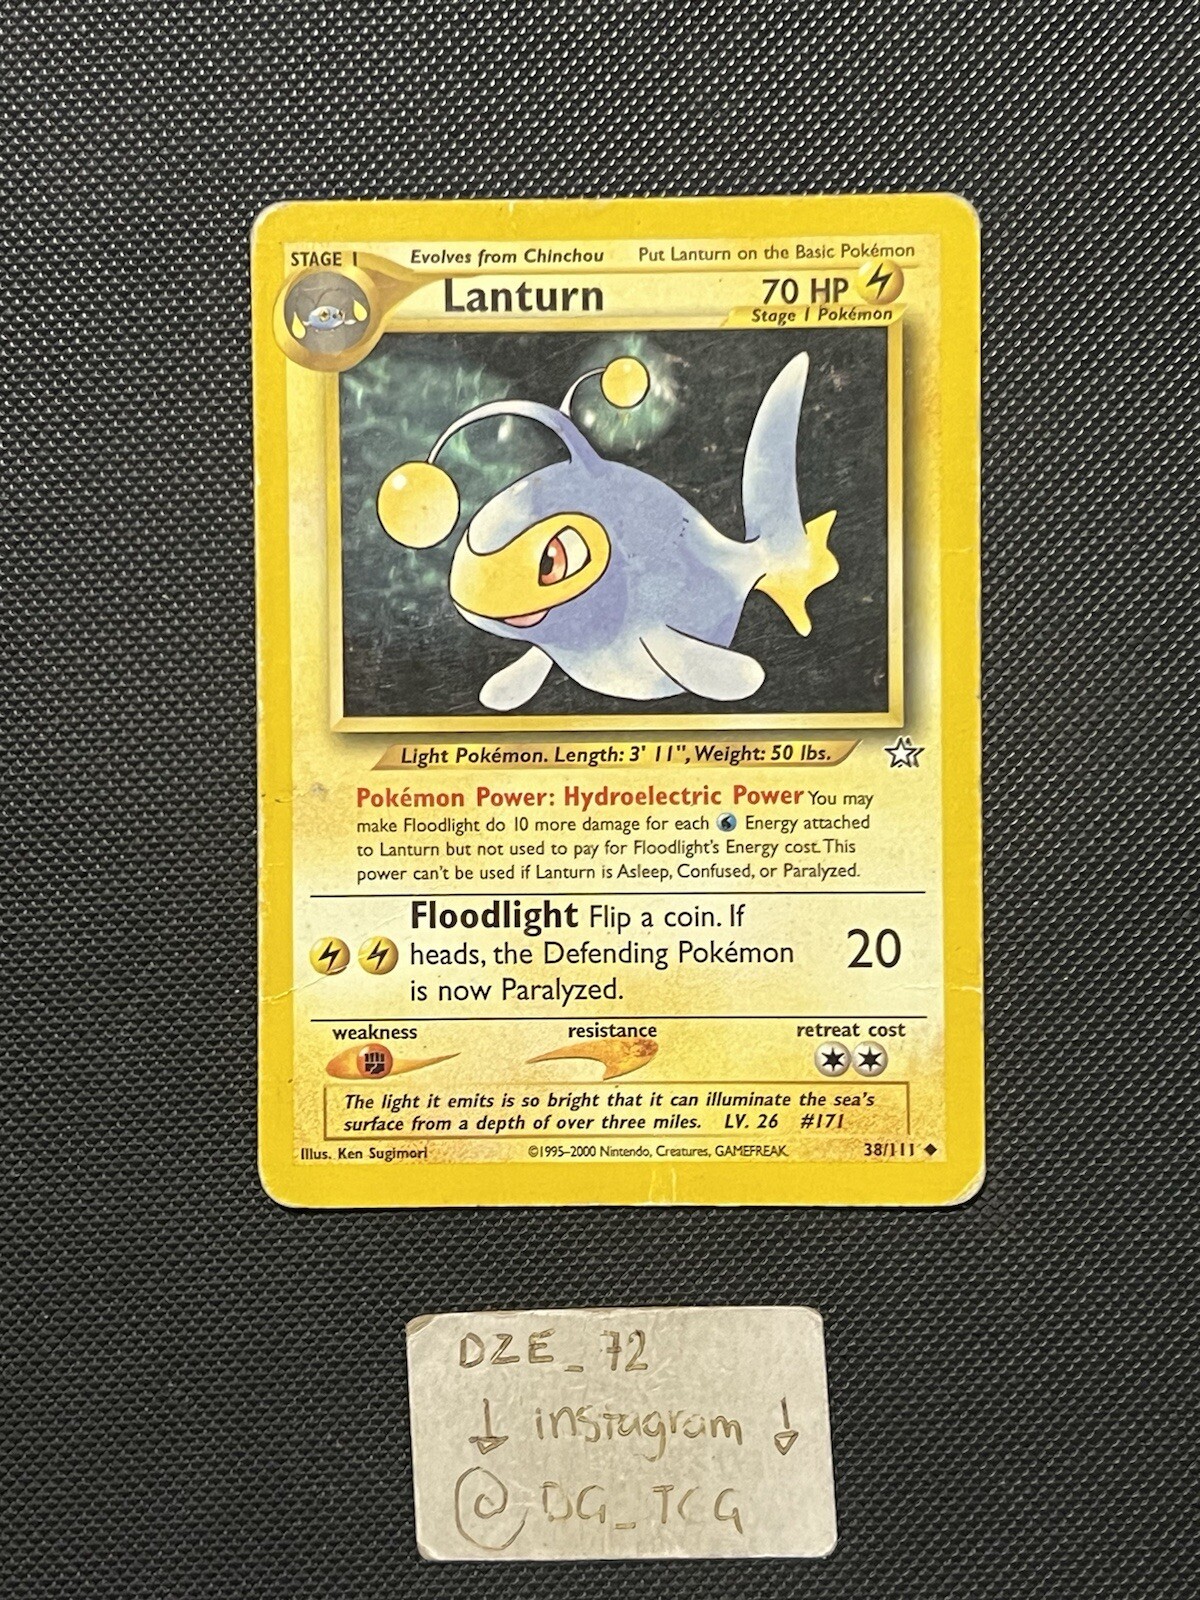 STAGE 1 Evolves from Chinchou Put Lanturn on the Basic Pokémon
Lanturn 70 HP
Stage 1 Pokémon
Light Pokémon. Length: 3' 11", Weight: 50 lbs.
Pokémon Power: Hydroelectric Power You may
make Floodlight do 10 more damage for each Energy attached
to Lanturn but not used to pay for Floodlight's Energy cost. This
power can't be used if Lanturn is Asleep, Confused, or Paralyzed.
Floodlight Flip a coin. If
heads, the Defending Pokémon 20
is now Paralyzed.
weakness resistance retreat cost
The light it emits is so bright that it can illuminate the sea's
surface from a depth of over three miles. LV. 26 #171
Illus. Ken Sugimori ©1995–2000 Nintendo, Creatures, GAMEFREAK 38/111
DZE_72
instagram
@DG_TCG